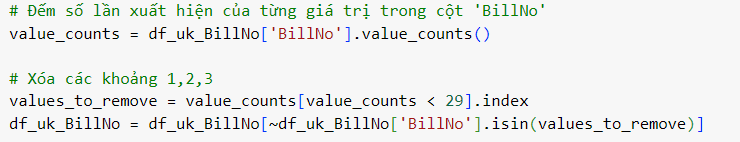 # Đếm số lần xuất hiện của từng giá trị trong cột 'BillNo'
value_counts = df_uk_BillNo['BillNo'].value_counts()
# Xóa các khoảng 1,2,3
values_to_remove = value_counts[value_counts < 29].index
df_uk_BillNo = df_uk_BillNo[~df_uk_BillNo['BillNo'].isin(values_to_remove)]